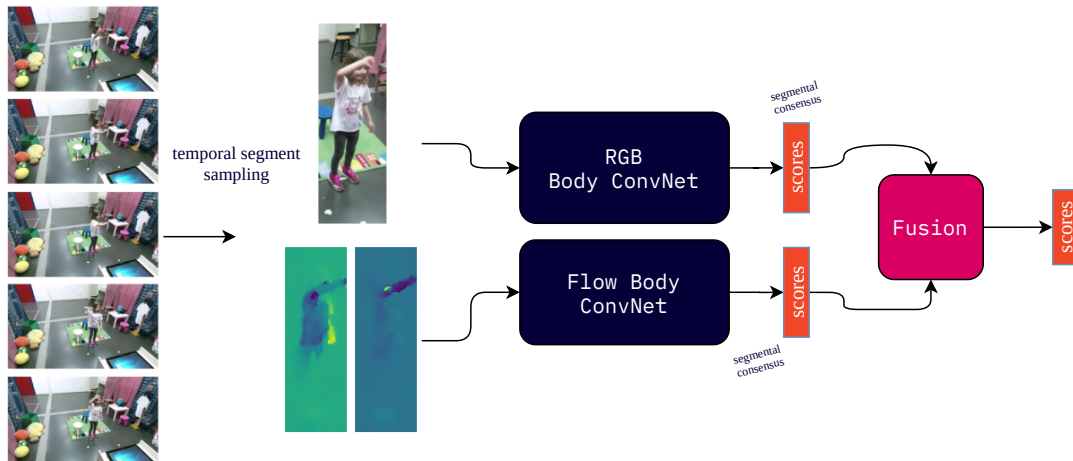 temporal segment
sampling
RGB
Body ConvNet
segmental
consensus
scores
Flow Body
ConvNet
scores
segmental
consensus
Fusion
scores